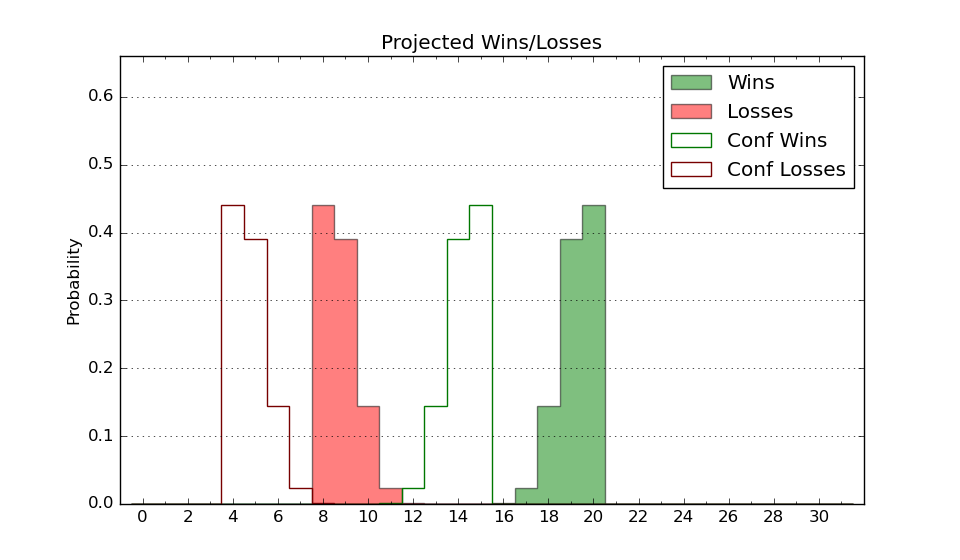 Projected Wins/Losses
Probability
0.6
0.5
0.4
0.3
0.2
0.1
0.0
0 2 4 6 8 10 12 14 16 18 20 22 24 26 28 30
Wins
Losses
Conf Wins
Conf Losses